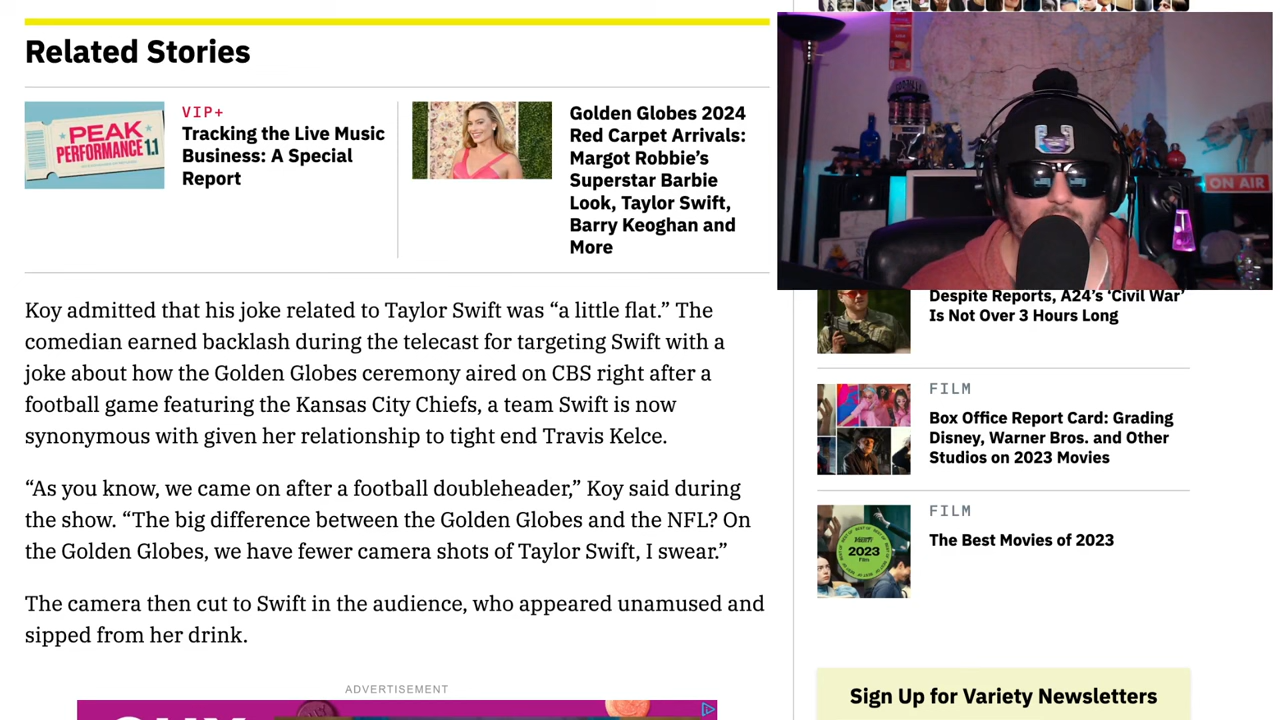 Related Stories
PEAK
PERFORMANCE 1.1
VIP+
Tracking the Live Music
Business: A Special
Report
Golden Globes 2024
Red Carpet Arrivals:
Margot Robbie’s
Superstar Barbie
Look, Taylor Swift,
Barry Keoghan and
More
Koy admitted that his joke related to Taylor Swift was “a little flat.” The
comedian earned backlash during the telecast for targeting Swift with a
joke about how the Golden Globes ceremony aired on CBS right after a
football game featuring the Kansas City Chiefs, a team Swift is now
synonymous with given her relationship to tight end Travis Kelce.
“As you know, we came on after a football doubleheader,” Koy said during
the show. “The big difference between the Golden Globes and the NFL? On
the Golden Globes, we have fewer camera shots of Taylor Swift, I swear.”
The camera then cut to Swift in the audience, who appeared unamused and
sipped from her drink.
ADVERTISEMENT
ON AIR
Despite Reports, A24’s ‘Civil War’
Is Not Over 3 Hours Long
FILM
Box Office Report Card: Grading
Disney, Warner Bros. and Other
Studios on 2023 Movies
FILM
The Best Movies of 2023
VARIETY
2023
Film
Sign Up for Variety Newsletters